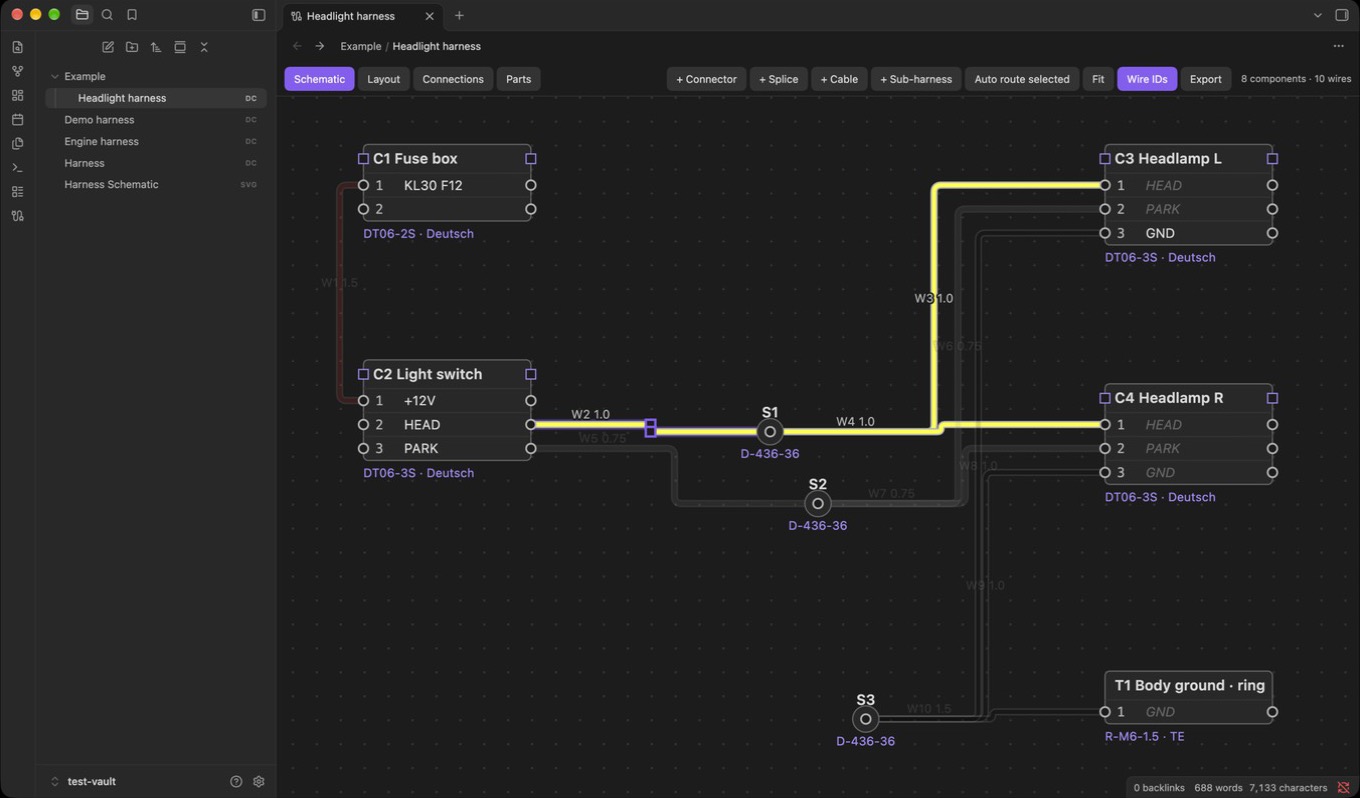 Headlight harness
Example / Headlight harness
Schematic
Layout
Connections
Parts
+ Connector
+ Splice
+ Cable
+ Sub-harness
Auto route selected
Fit
Wire IDs
Export
8 components · 10 wires
Example
Headlight harness DC
Demo harness DC
Engine harness DC
Harness DC
Harness Schematic SVG
test-vault
C1 Fuse box
1 KL30 F12
2
DT06-2S · Deutsch
W1 1.5
C2 Light switch
1 +12V
2 HEAD
3 PARK
DT06-3S · Deutsch
W2 1.0
W5 0.75
S1
D-436-36
W4 1.0
S2
D-436-36
W7 0.75
W3 1.0
W6 0.75
W8 1.0
W9 1.0
S3
D-436-36
W10 1.5
C3 Headlamp L
1 HEAD
2 PARK
3 GND
DT06-3S · Deutsch
C4 Headlamp R
1 HEAD
2 PARK
3 GND
DT06-3S · Deutsch
T1 Body ground · ring
1 GND
R-M6-1.5 · TE
0 backlinks 688 words 7,133 characters